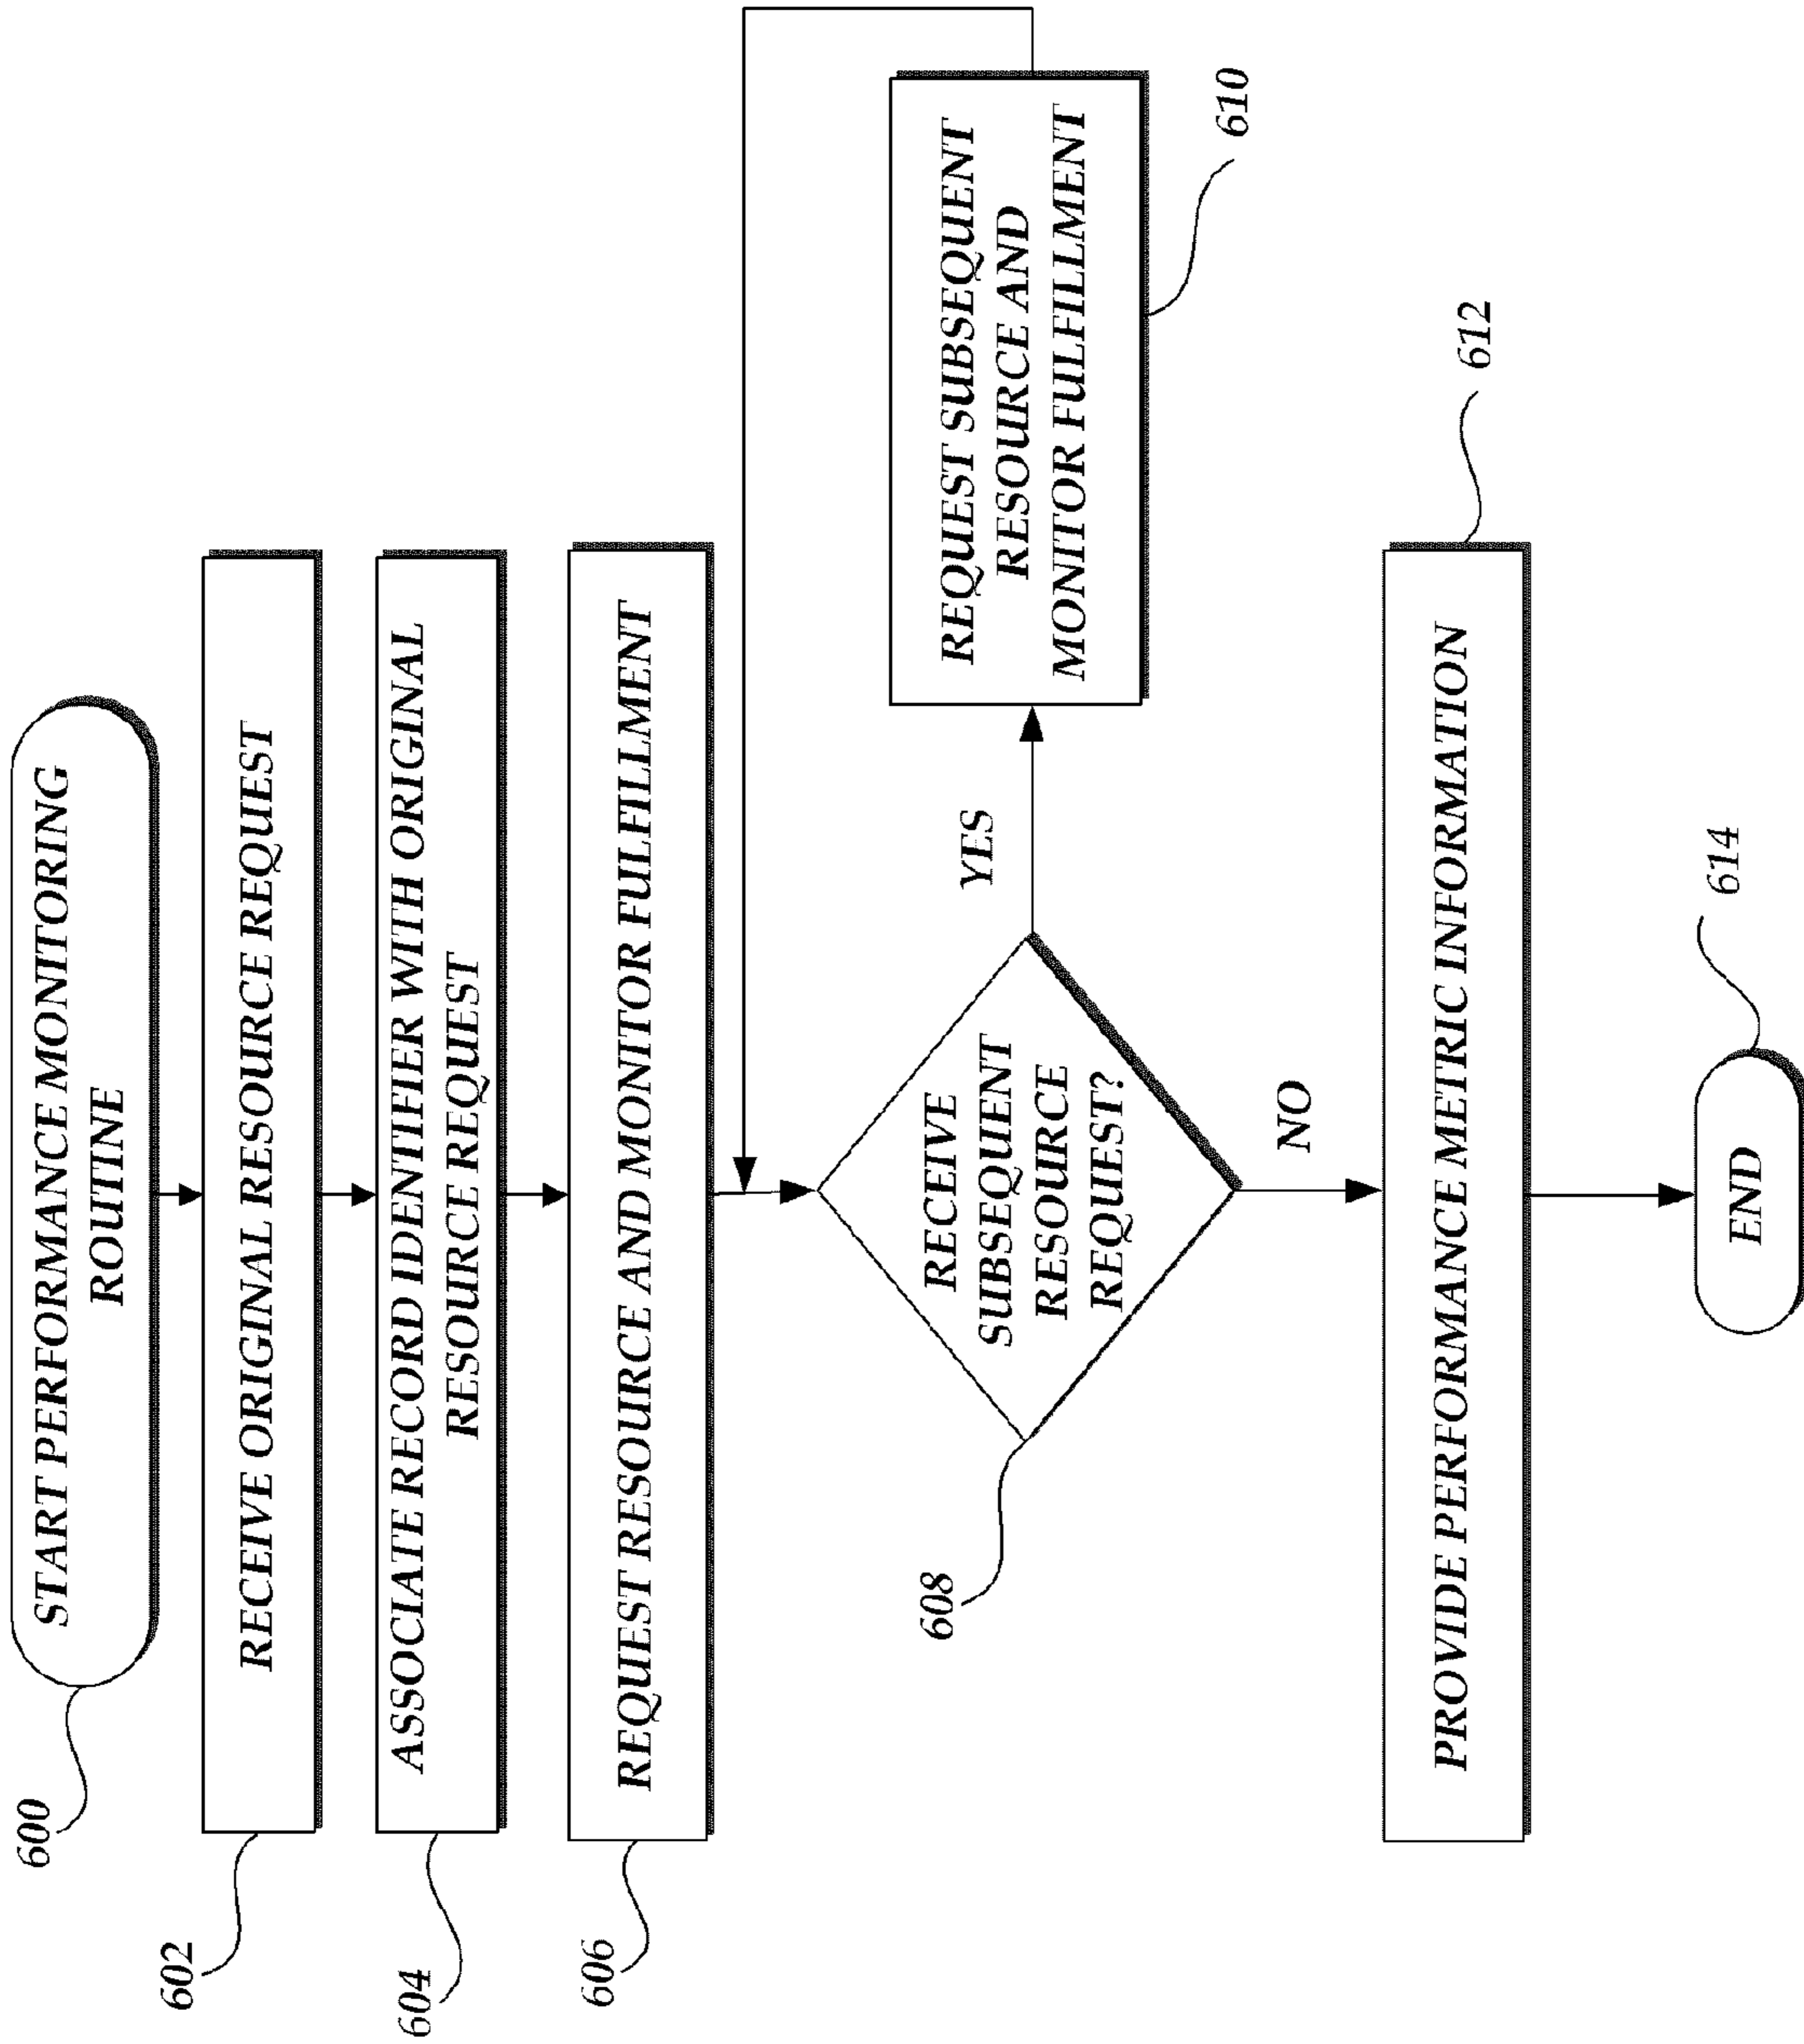 600
START PERFORMANCE MONITORING
ROUTINE
602
RECEIVE ORIGINAL RESOURCE REQUEST
604
ASSOCIATE RECORD IDENTIFIER WITH ORIGINAL
RESOURCE REQUEST
606
REQUEST RESOURCE AND MONITOR FULFILLMENT
608
RECEIVE
SUBSEQUENT
RESOURCE
REQUEST?
YES
REQUEST SUBSEQUENT
RESOURCE AND
MONITOR FULFILLMENT
610
NO
PROVIDE PERFORMANCE METRIC INFORMATION
612
END
614